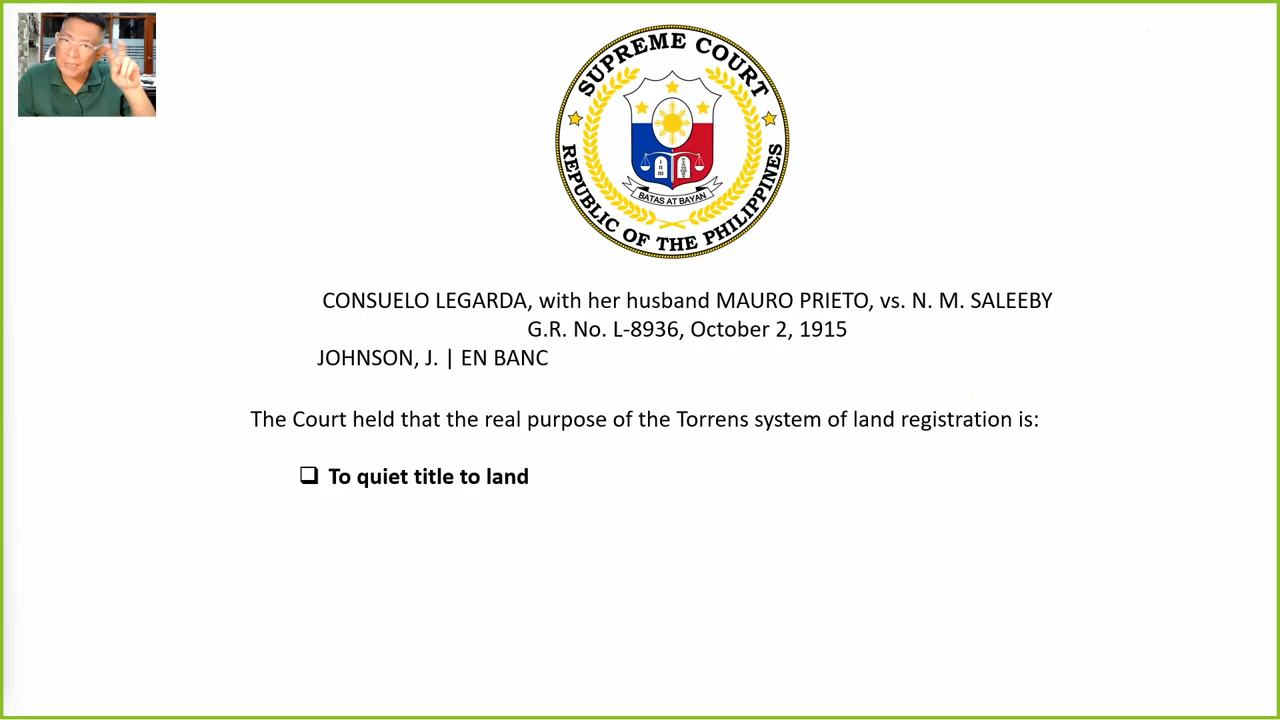 SUPREME COURT
REPUBLIC OF THE PHILIPPINES
BATAS AT BAYAN
CONSUELO LEGARDA, with her husband MAURO PRIETO, vs. N. M. SALEEBY
G.R. No. L-8936, October 2, 1915
JOHNSON, J. | EN BANC
The Court held that the real purpose of the Torrens system of land registration is:
To quiet title to land